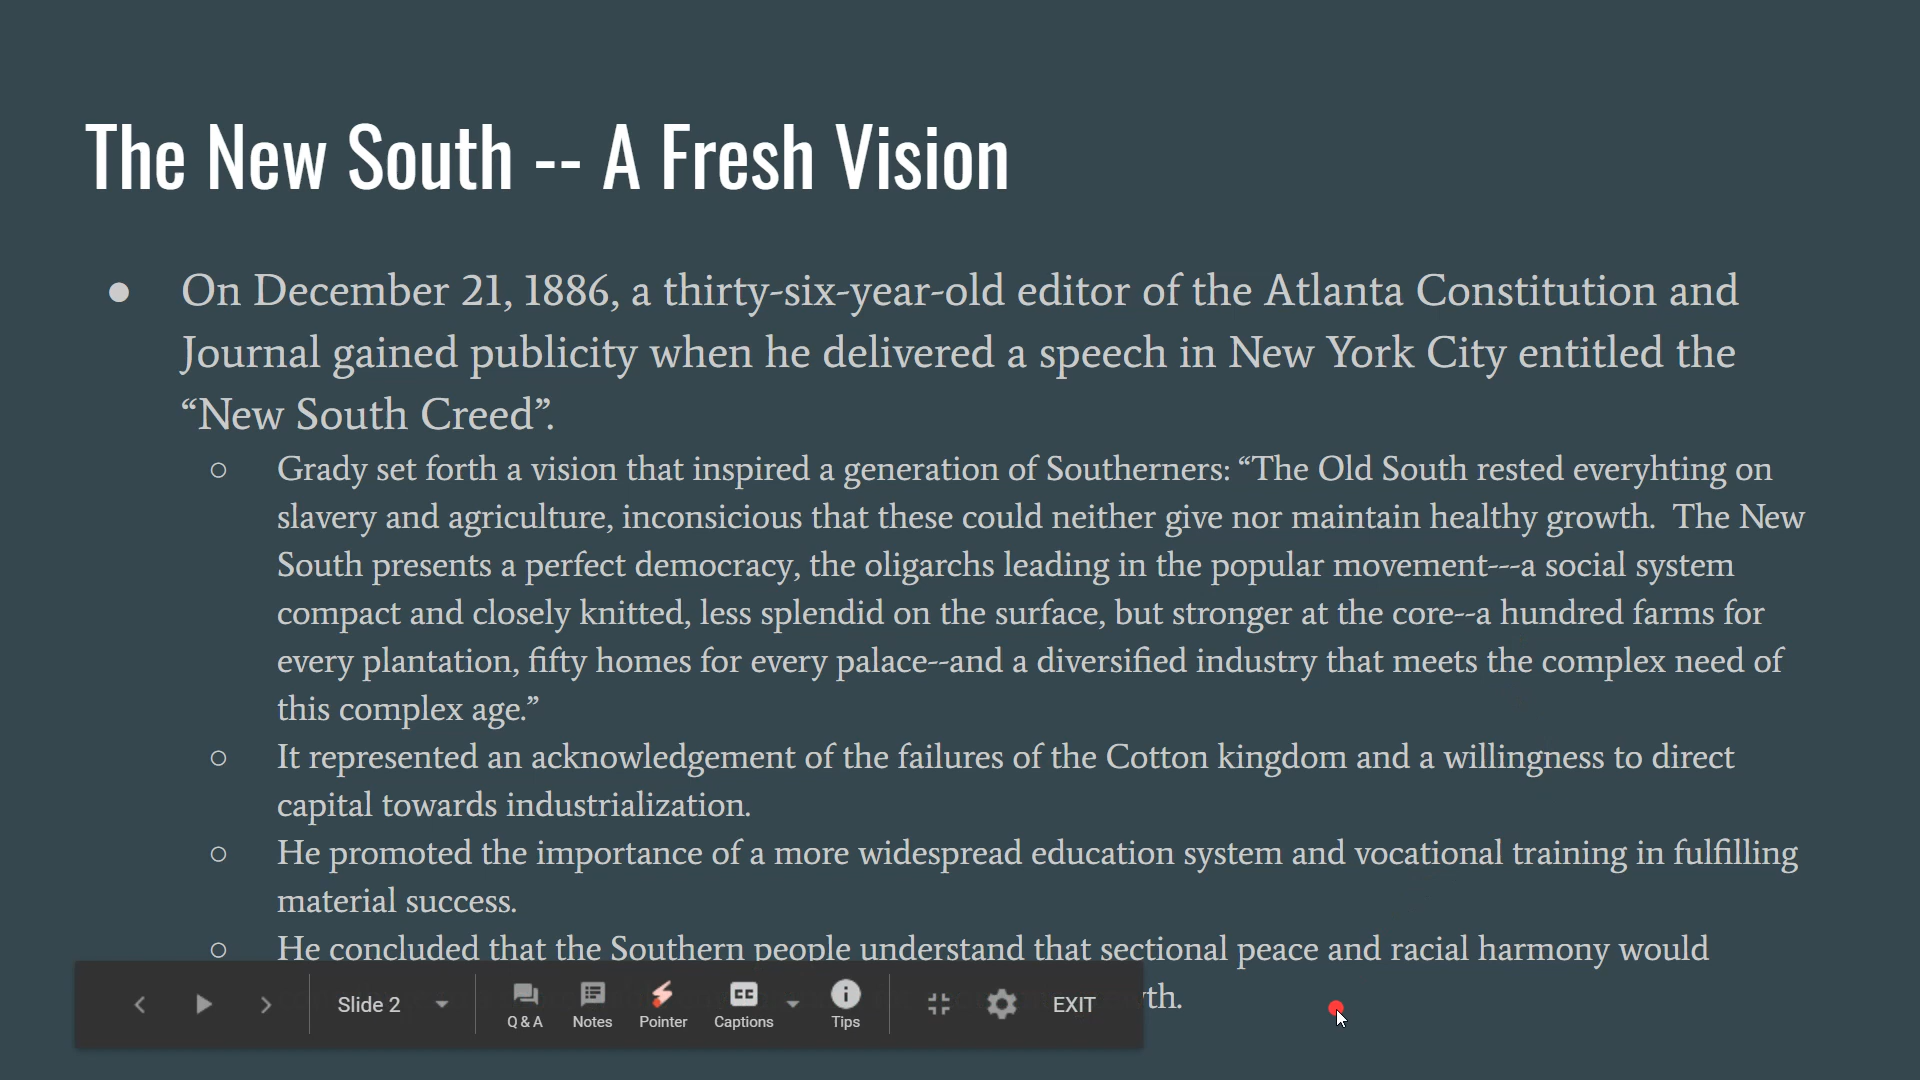 The New South -- A Fresh Vision
● On December 21, 1886, a thirty-six-year-old editor of the Atlanta Constitution and
Journal gained publicity when he delivered a speech in New York City entitled the
“New South Creed”.
○ Grady set forth a vision that inspired a generation of Southerners: “The Old South rested everyhting on
slavery and agriculture, inconsicious that these could neither give nor maintain healthy growth.  The New
South presents a perfect democracy, the oligarchs leading in the popular movement---a social system
compact and closely knitted, less splendid on the surface, but stronger at the core--a hundred farms for
every plantation, fifty homes for every palace--and a diversified industry that meets the complex need of
this complex age.”
○ It represented an acknowledgement of the failures of the Cotton kingdom and a willingness to direct
capital towards industrialization.
○ He promoted the importance of a more widespread education system and vocational training in fulfilling
material success.
○ He concluded that the Southern people understand that sectional peace and racial harmony would
th.
Slide 2
Q & A
Notes
Pointer
CC
Captions
Tips
EXIT